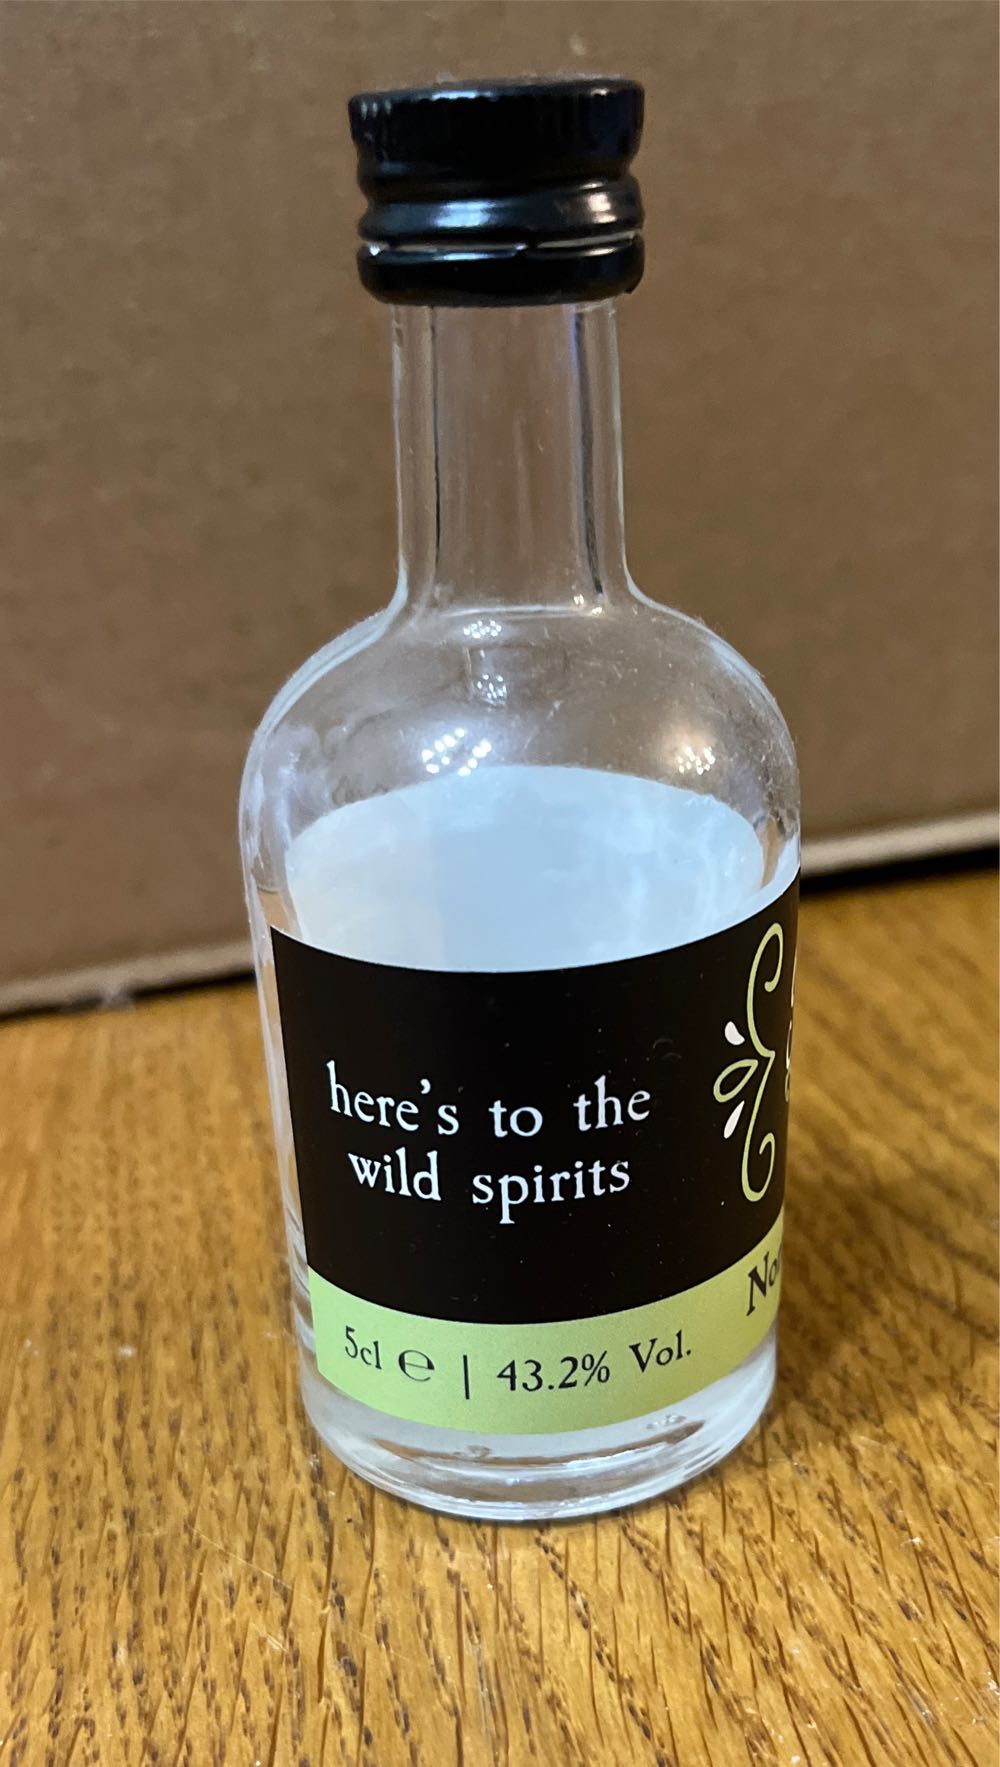 here's to the
wild spirits
5cl ℮ | 43.2% Vol.